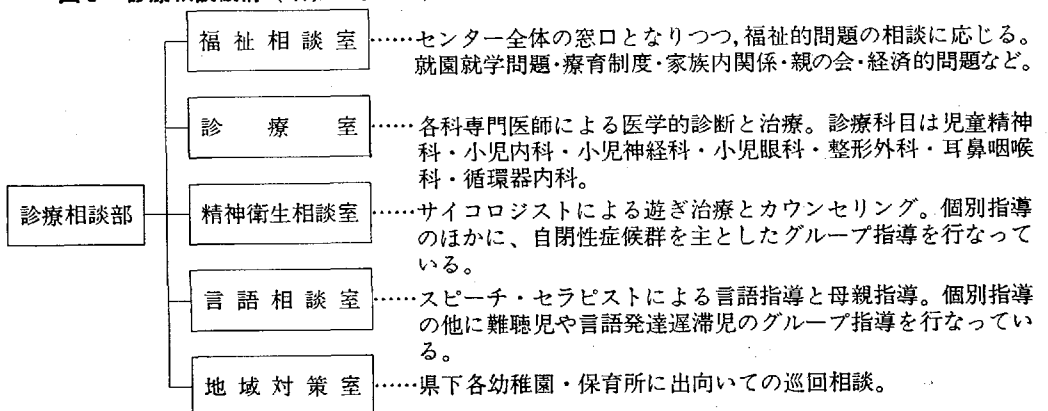 福祉相談室……センター全体の窓口となりつつ,福祉的問題の相談に応じる。
就園就学問題・療育制度・家族内関係・親の会・経済的問題など。
診療室……各科専門医師による医学的診断と治療。診療科目は児童精神
科・小児内科・小児神経科・小児眼科・整形外科・耳鼻咽喉
科・循環器内科。
診療相談部
精神衛生相談室……サイコロジストによる遊ぎ治療とカウンセリング。個別指導
のほかに、自閉性症候群を主としたグループ指導を行なって
いる。
言語相談室……スピーチ・セラピストによる言語指導と母親指導。個別指導
の他に難聴児や言語発達遅滞児のグループ指導を行なってい
る。
地域対策室……県下各幼稚園・保育所に出向いての巡回相談。